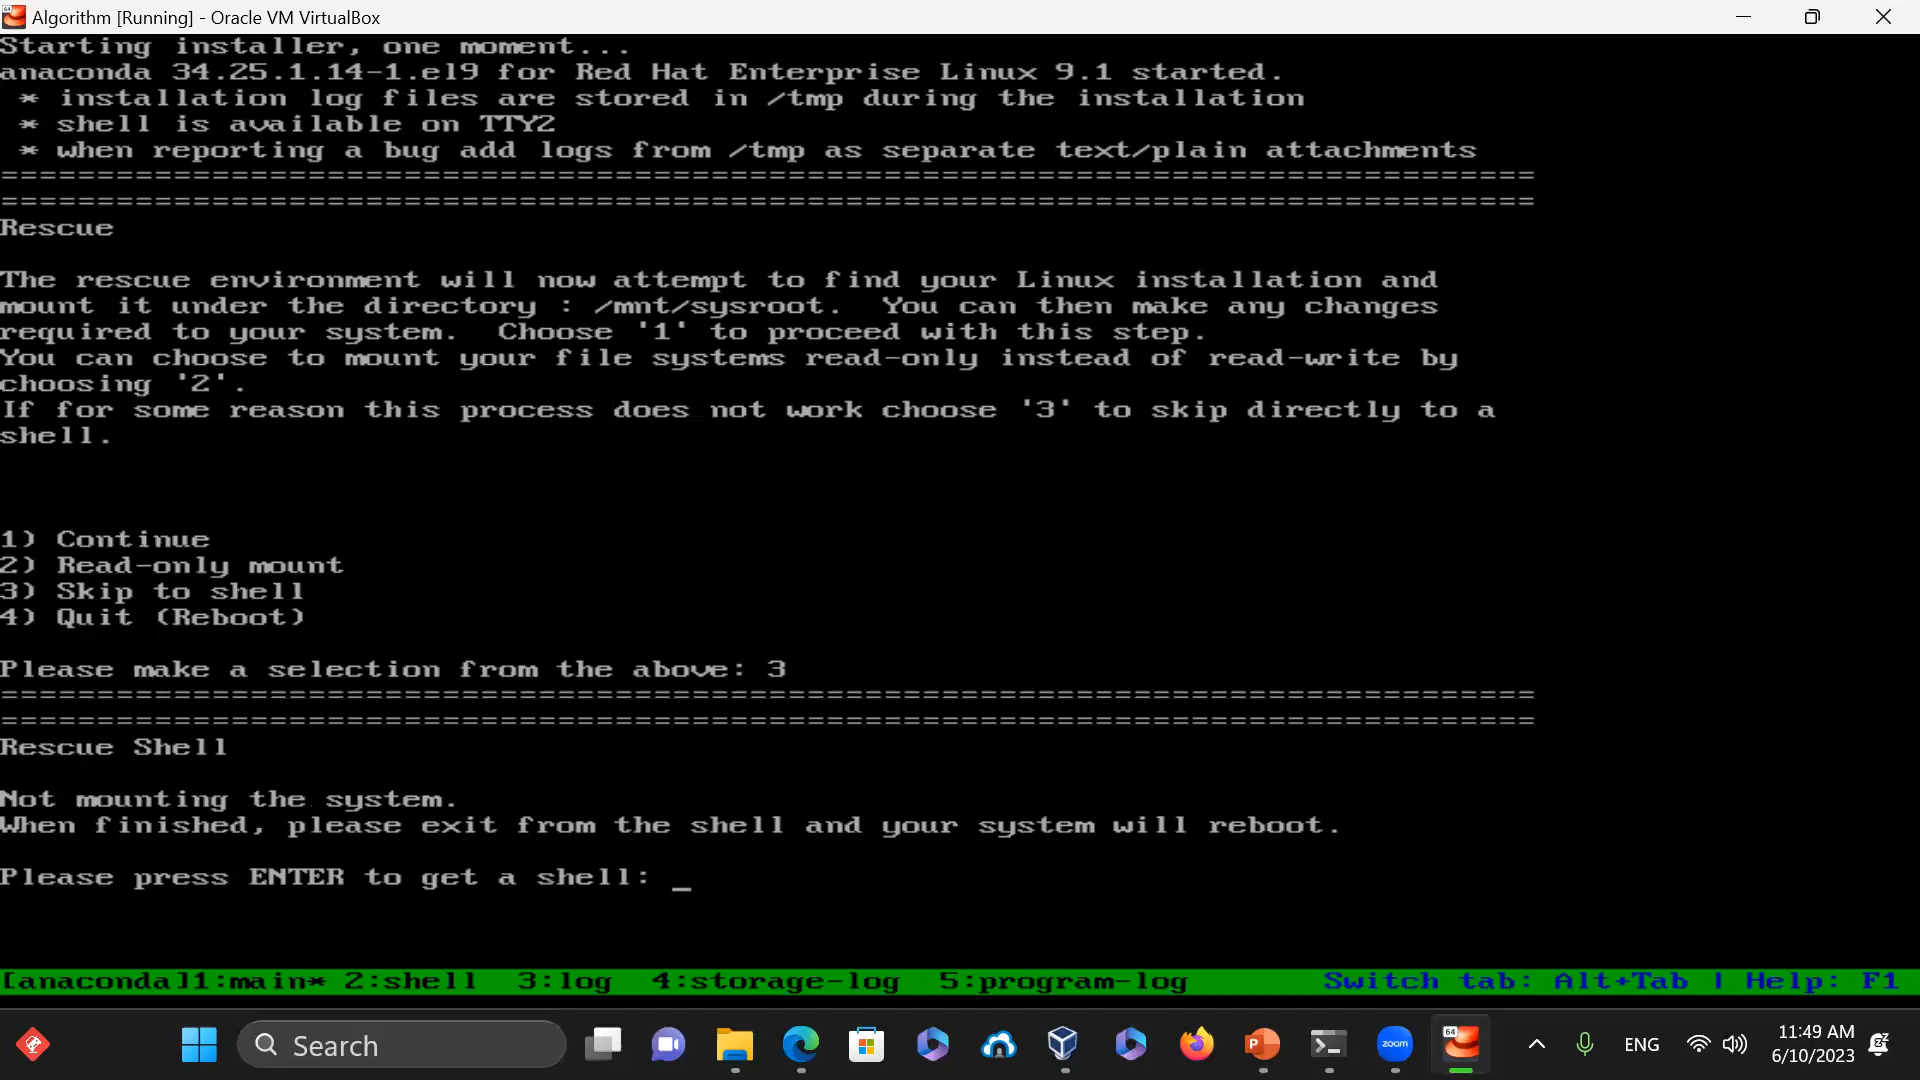 Algorithm [Running] - Oracle VM VirtualBox
Starting installer, one moment...
anaconda 34.25.1.14-1.el9 for Red Hat Enterprise Linux 9.1 started.
* installation log files are stored in /tmp during the installation
* shell is available on TTY2
* when reporting a bug add logs from /tmp as separate text/plain attachments
================================================================================
================================================================================
Rescue
The rescue environment will now attempt to find your Linux installation and
mount it under the directory : /mnt/sysroot.  You can then make any changes
required to your system.  Choose '1' to proceed with this step.
You can choose to mount your file systems read-only instead of read-write by
choosing '2'.
If for some reason this process does not work choose '3' to skip directly to a
shell.
1) Continue
2) Read-only mount
3) Skip to shell
4) Quit (Reboot)
Please make a selection from the above: 3
================================================================================
================================================================================
Rescue Shell
Not mounting the system.
When finished, please exit from the shell and your system will reboot.
Please press ENTER to get a shell: _
[anaconda]1:main* 2:shell  3:log  4:storage-log  5:program-log Switch tab: Alt+Tab | Help: F1
Search
zoom
64
ENG
11:49 AM
6/10/2023